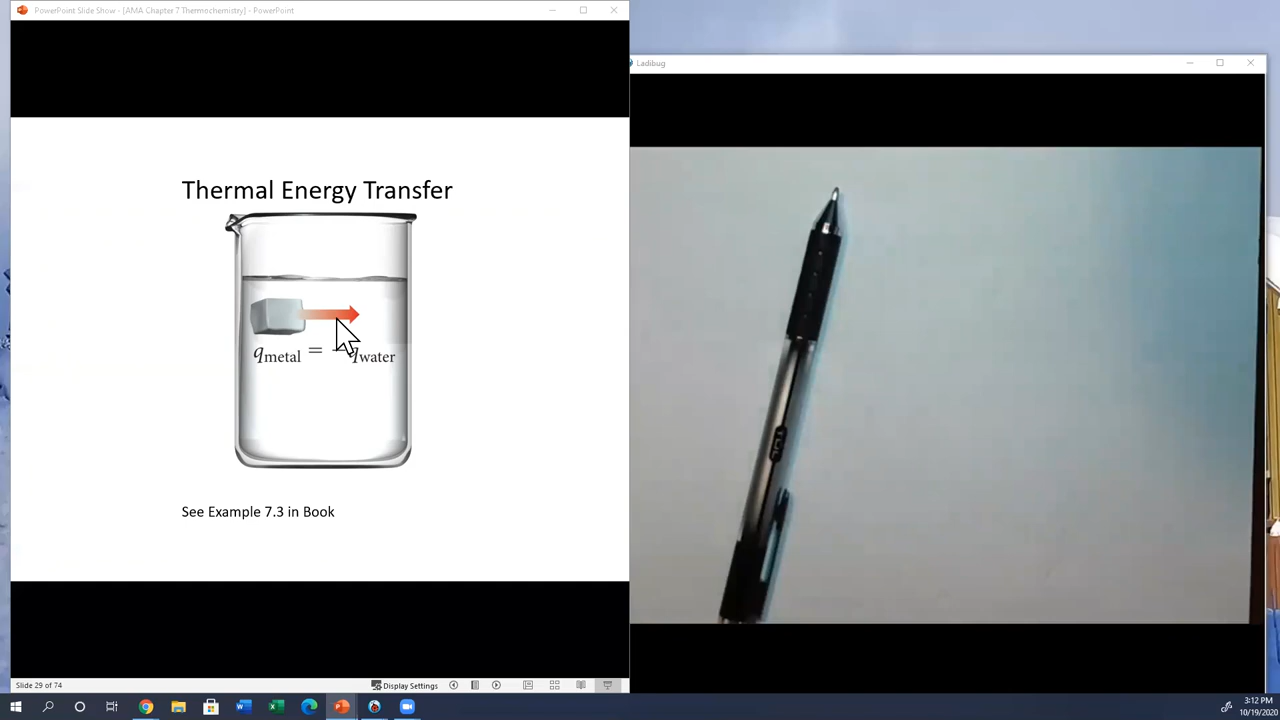 PowerPoint Slide Show - [AMA Chapter 7 Thermochemistry] - PowerPoint
Ladibug
Thermal Energy Transfer
qmetal = −qwater
See Example 7.3 in Book
TUL
Slide 29 of 74
Display Settings
3:12 PM
10/19/2020